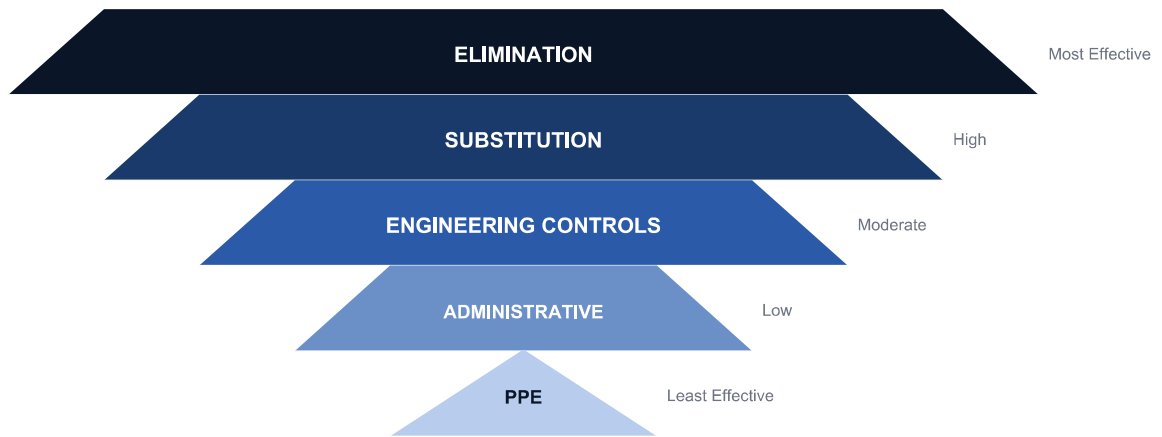 ELIMINATION
Most Effective
SUBSTITUTION
High
ENGINEERING CONTROLS
Moderate
ADMINISTRATIVE
Low
PPE
Least Effective